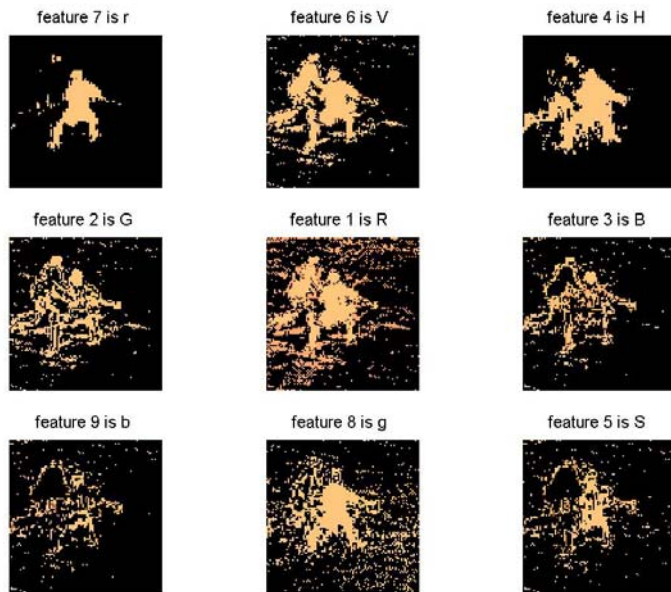 feature 7 is r
feature 6 is V
feature 4 is H
feature 2 is G
feature 1 is R
feature 3 is B
feature 9 is b
feature 8 is g
feature 5 is S